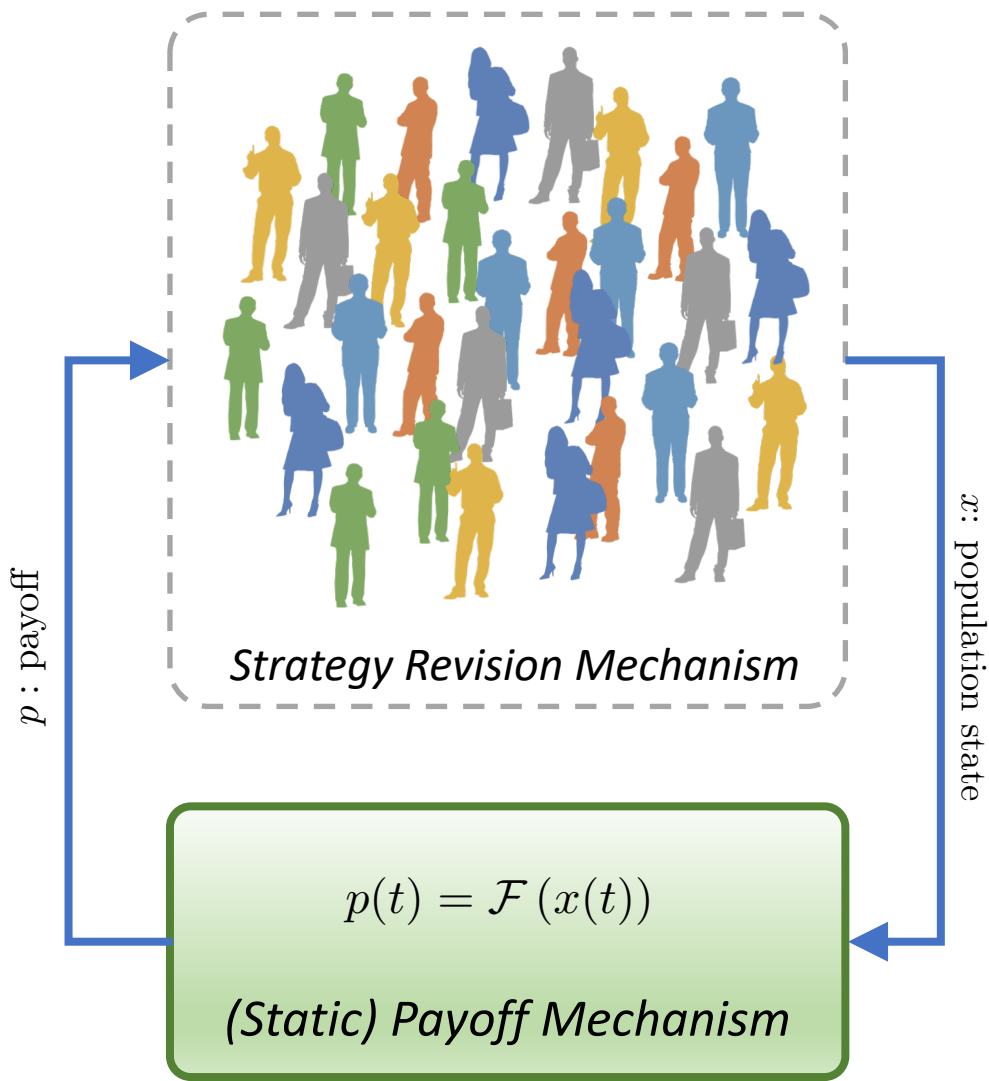 Strategy Revision Mechanism
p : payoff
x: population state
p(t) = F (x(t))
(Static) Payoff Mechanism